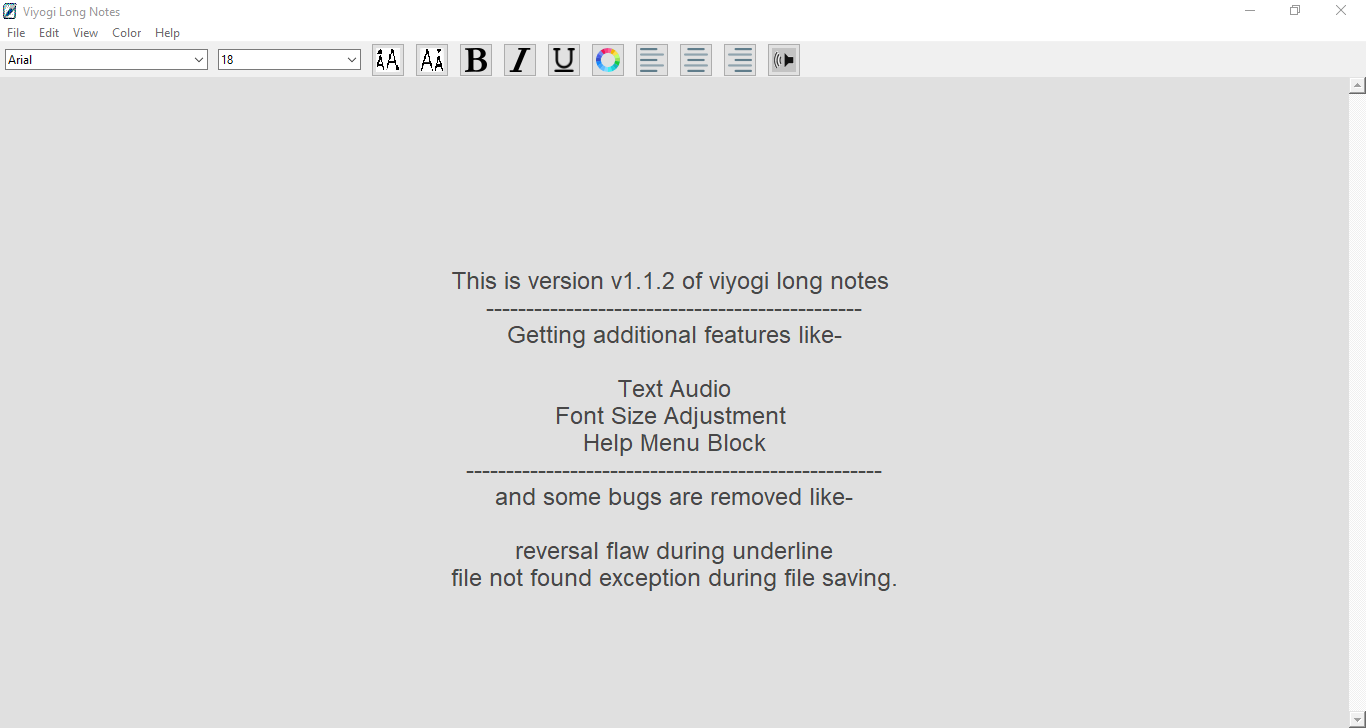 Viyogi Long Notes
File Edit View Color Help
Arial 18 AA AA B I U
This is version v1.1.2 of viyogi long notes
-----------------------------------------------
Getting additional features like-
Text Audio
Font Size Adjustment
Help Menu Block
----------------------------------------------------
and some bugs are removed like-
reversal flaw during underline
file not found exception during file saving.